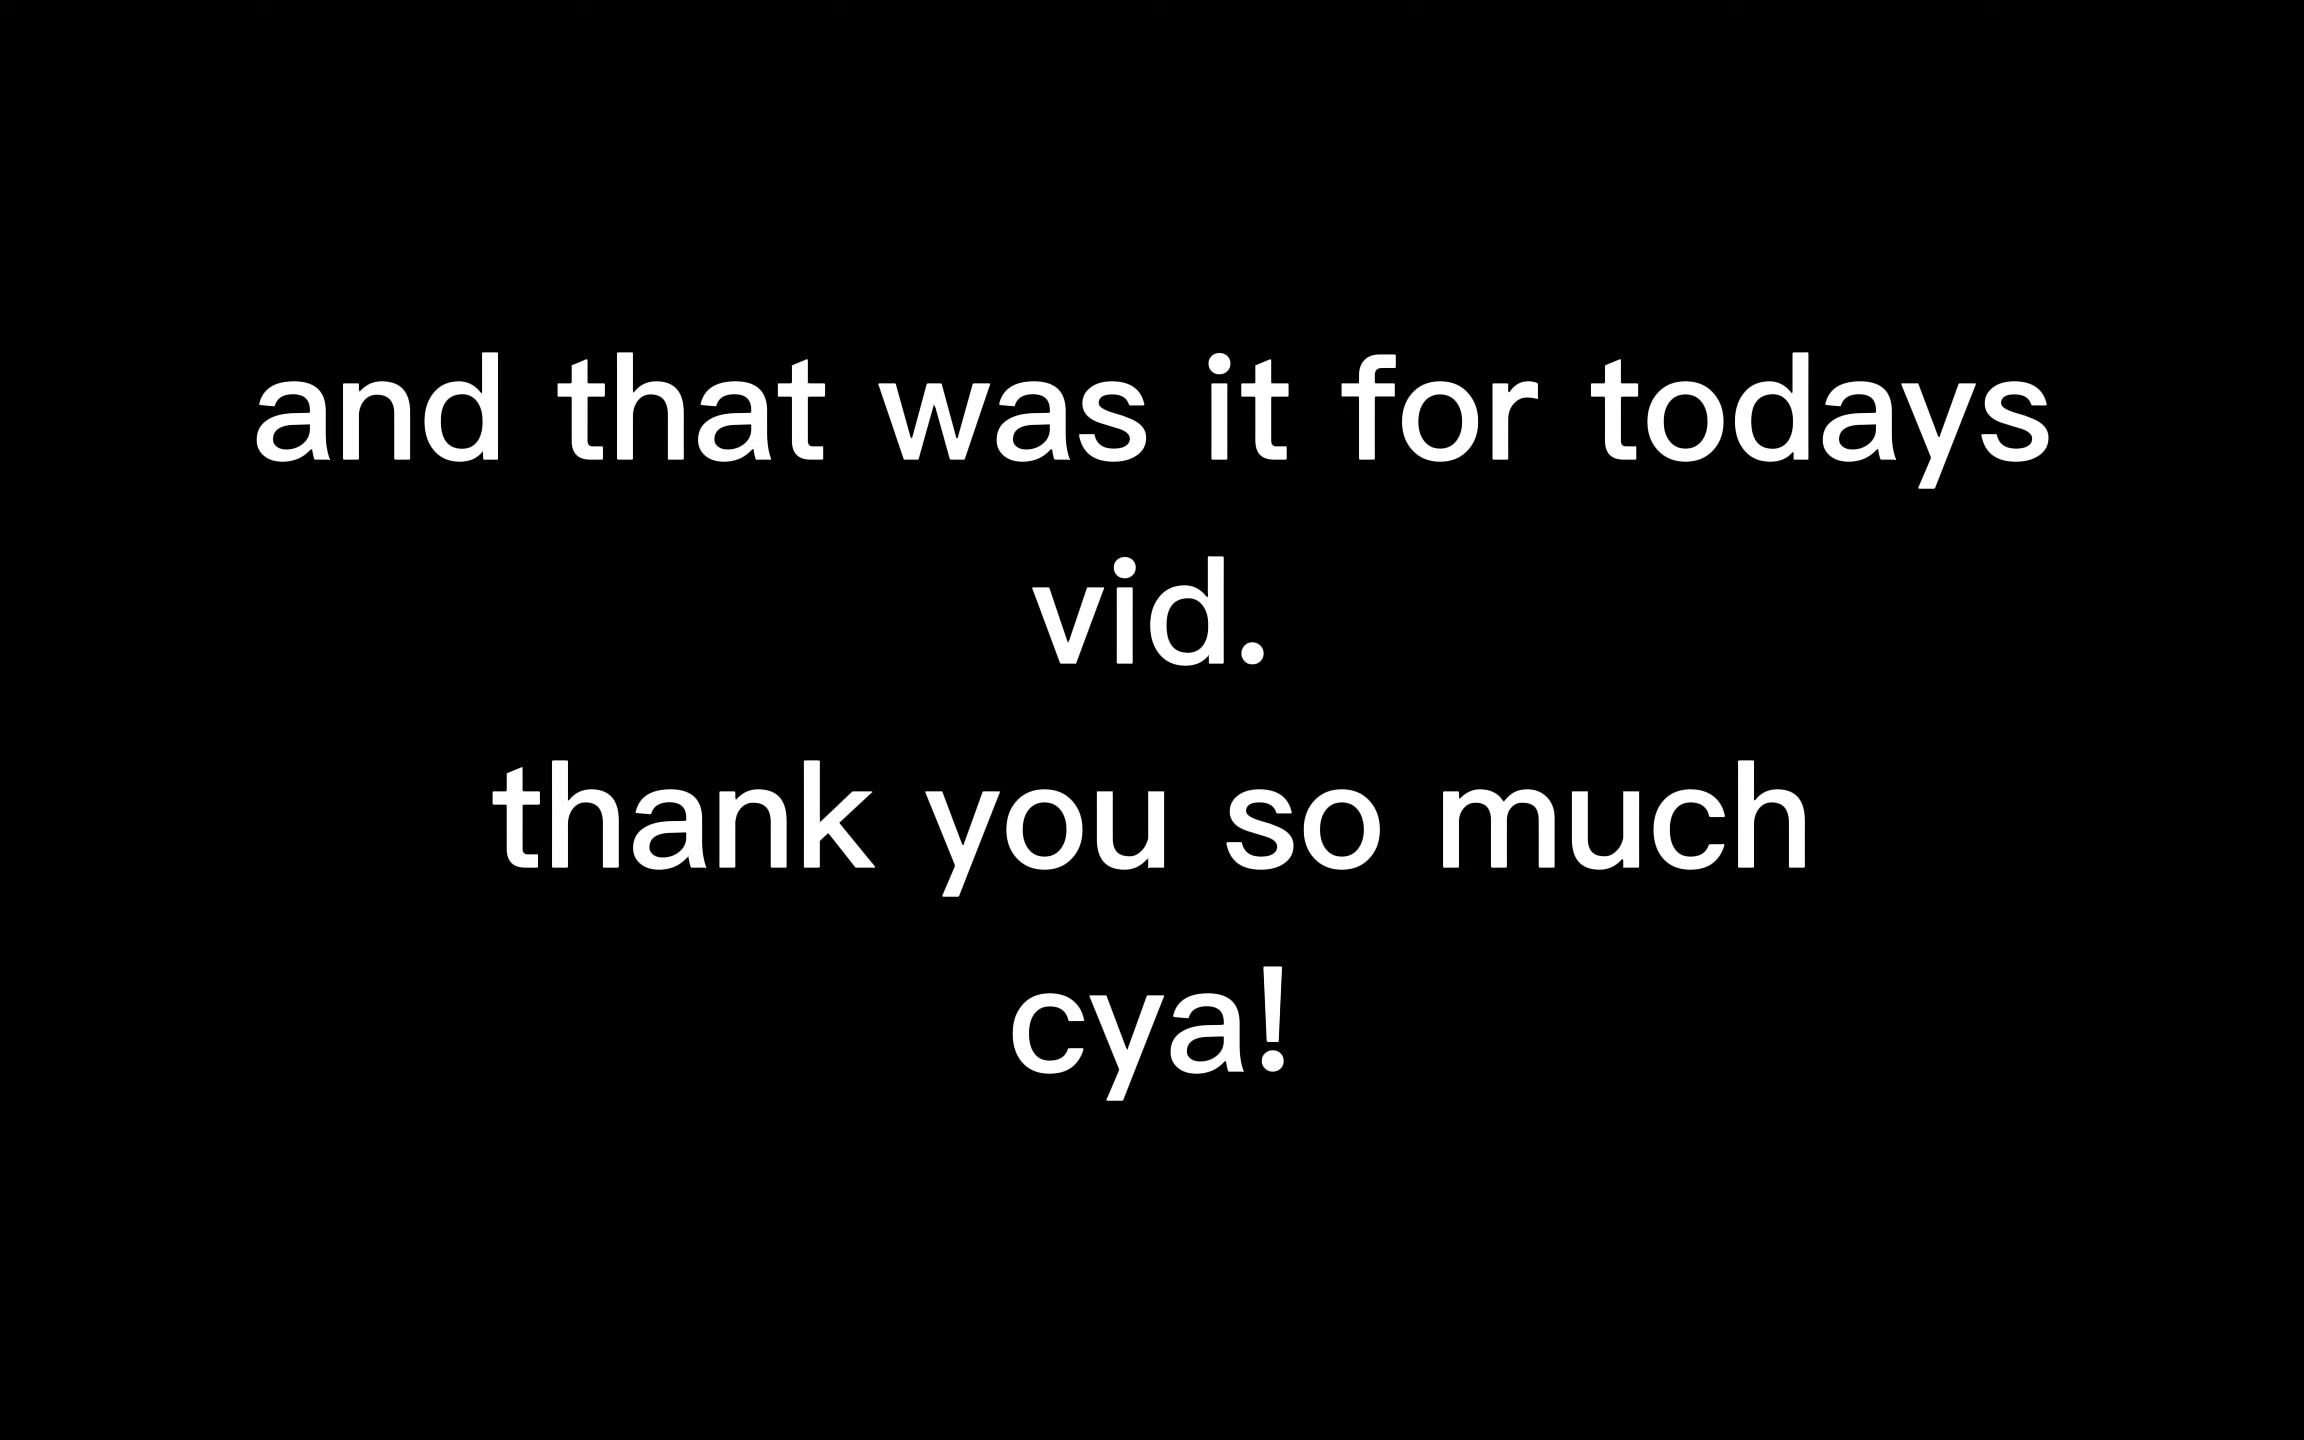 and that was it for todays
vid.
thank you so much
cya!